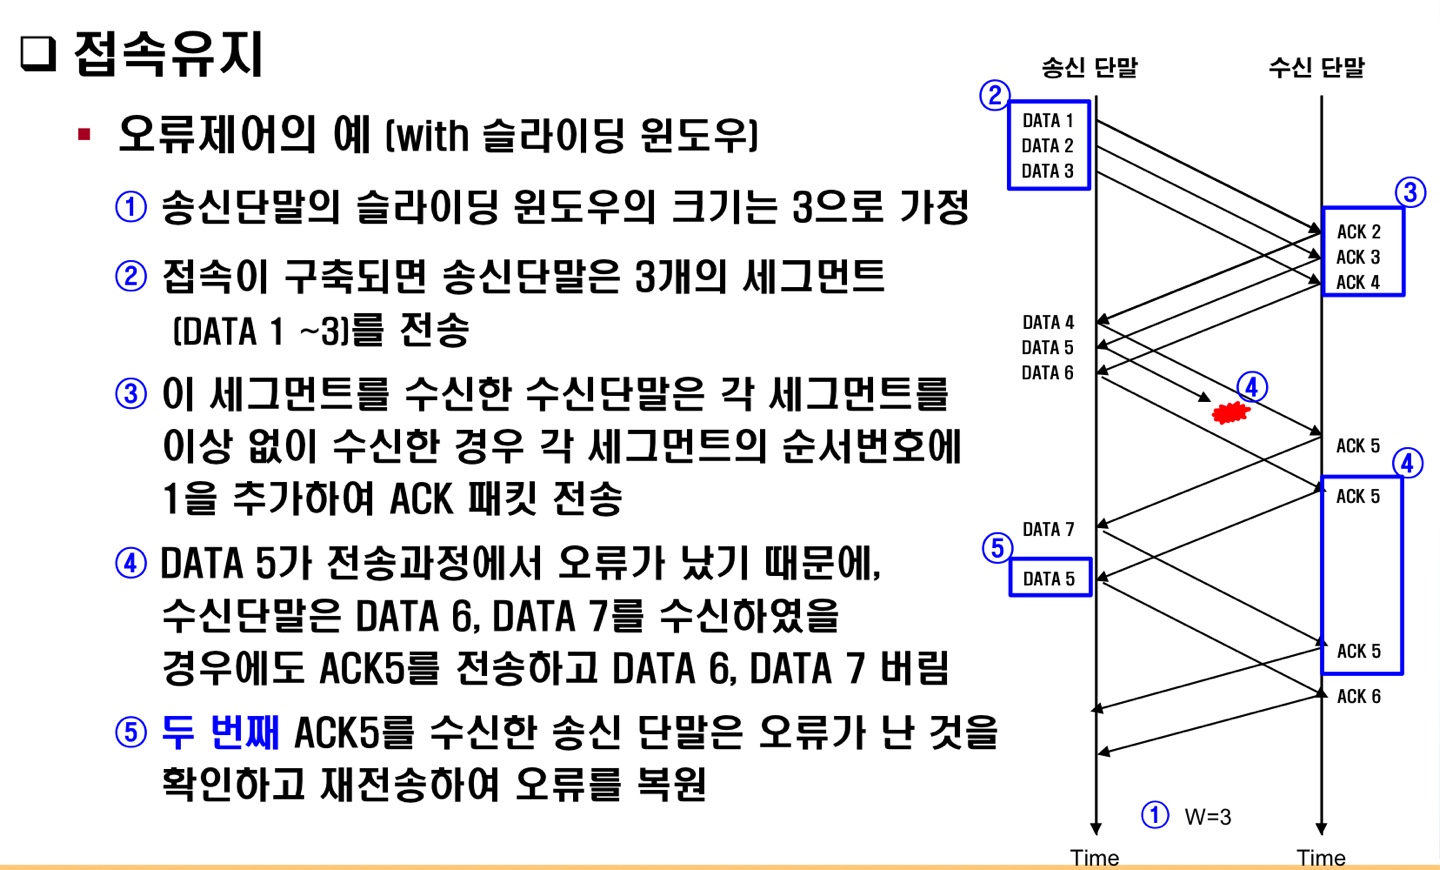 ❑ 접속유지
▪ 오류제어의 예 (with 슬라이딩 윈도우)
① 송신단말의 슬라이딩 윈도우의 크기는 3으로 가정
② 접속이 구축되면 송신단말은 3개의 세그먼트
(DATA 1 ~3)를 전송
③ 이 세그먼트를 수신한 수신단말은 각 세그먼트를
이상 없이 수신한 경우 각 세그먼트의 순서번호에
1을 추가하여 ACK 패킷 전송
④ DATA 5가 전송과정에서 오류가 났기 때문에,
수신단말은 DATA 6, DATA 7를 수신하였을
경우에도 ACK5를 전송하고 DATA 6, DATA 7 버림
⑤ 두 번째 ACK5를 수신한 송신 단말은 오류가 난 것을
확인하고 재전송하여 오류를 복원
송신 단말
수신 단말
②
DATA 1
DATA 2
DATA 3
③
ACK 2
ACK 3
ACK 4
DATA 4
DATA 5
DATA 6
④
ACK 5
④
ACK 5
DATA 7
⑤
DATA 5
ACK 5
ACK 6
① W=3
Time
Time